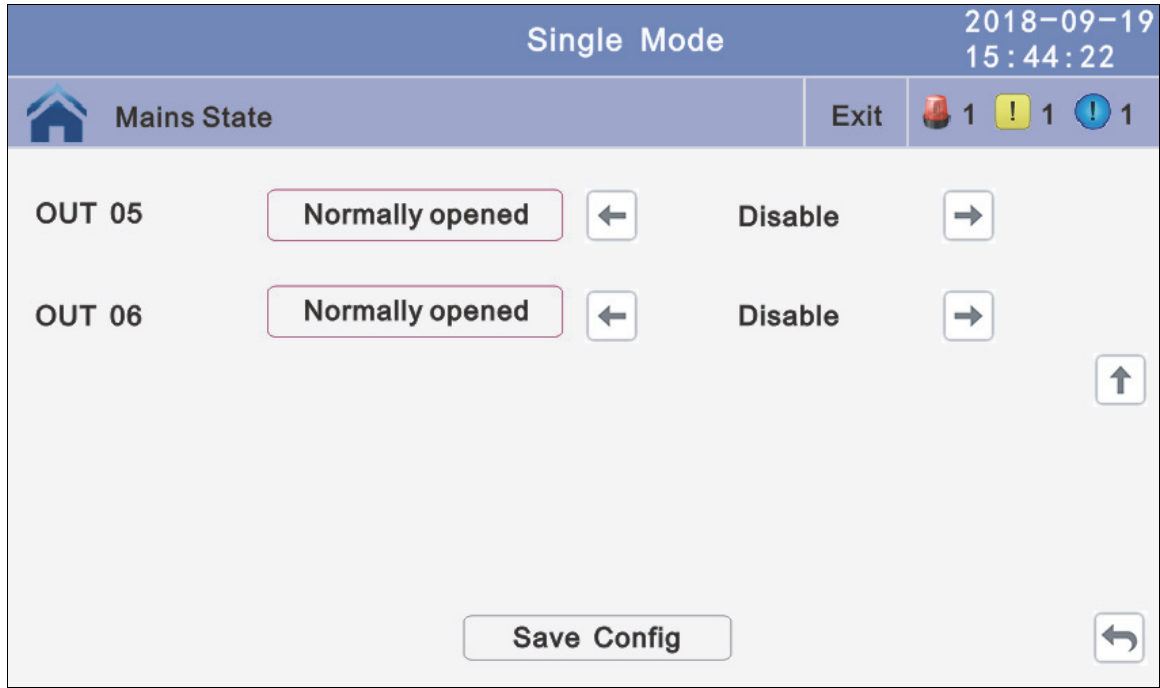 Single Mode
2018-09-19
15:44:22
Mains State
Exit
1 ! 1 ! 1
OUT 05 Normally opened Disable
OUT 06 Normally opened Disable
Save Config